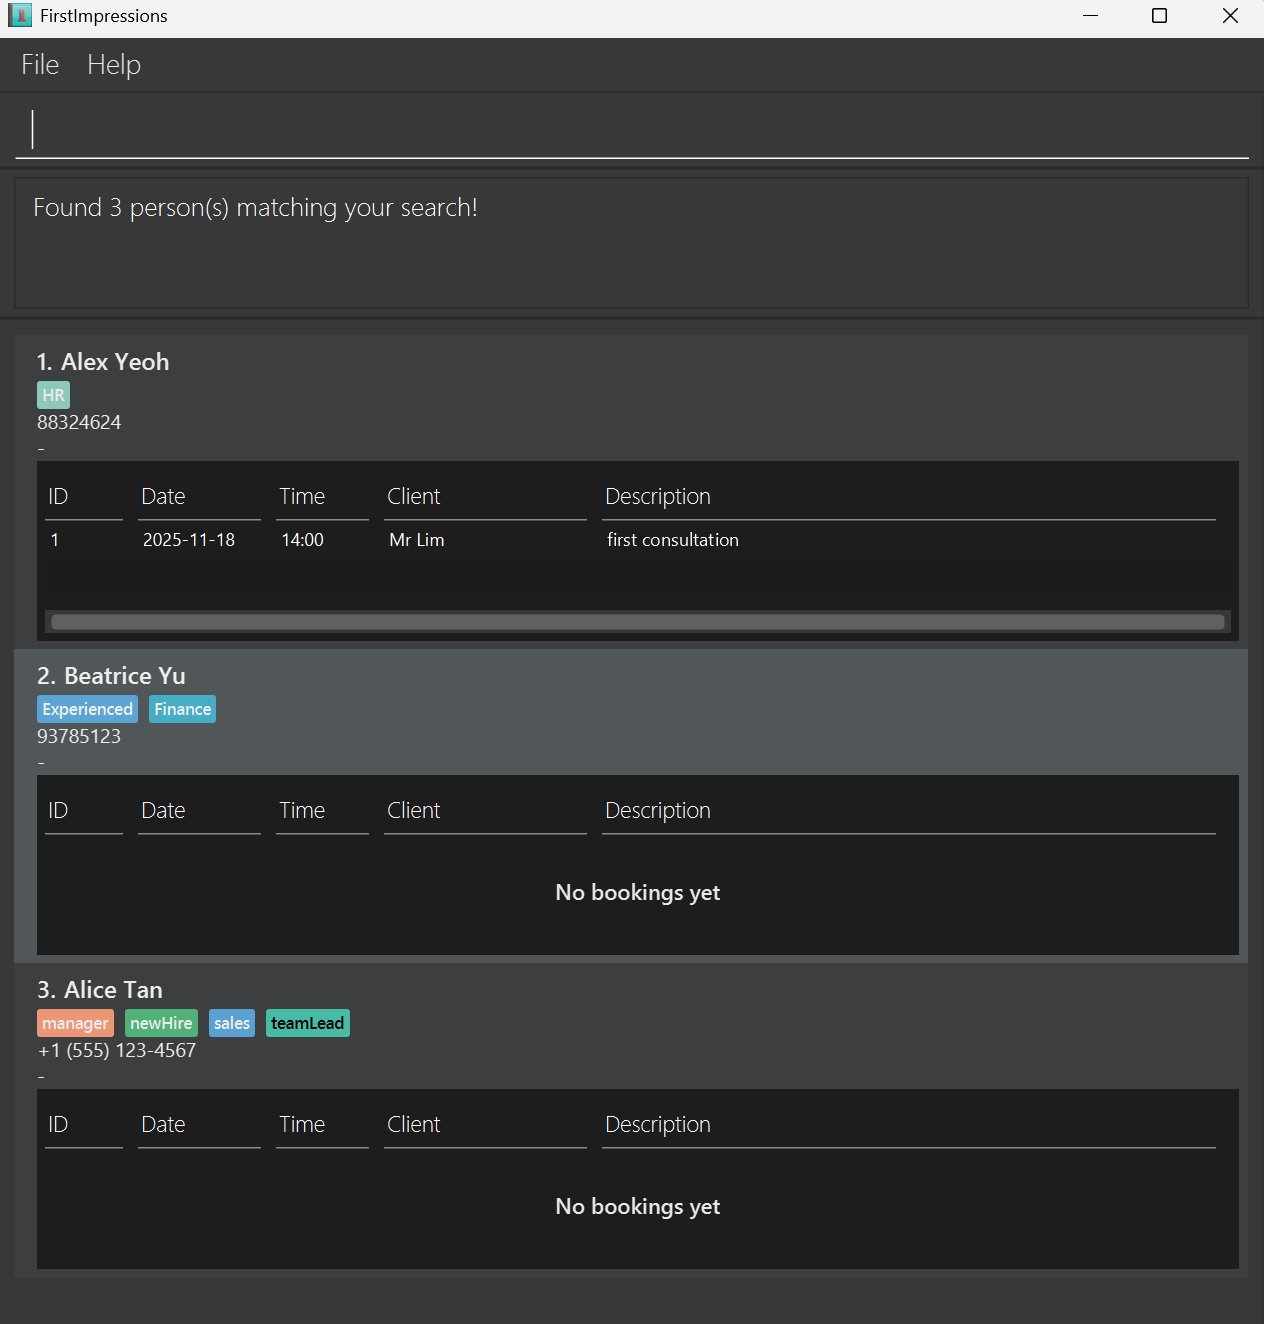 FirstImpressions
File Help
Found 3 person(s) matching your search!
1. Alex Yeoh
HR
88324624
-
ID Date Time Client Description
1 2025-11-18 14:00 Mr Lim first consultation
2. Beatrice Yu
Experienced Finance
93785123
-
ID Date Time Client Description
No bookings yet
3. Alice Tan
manager newHire sales teamLead
+1 (555) 123-4567
-
ID Date Time Client Description
No bookings yet